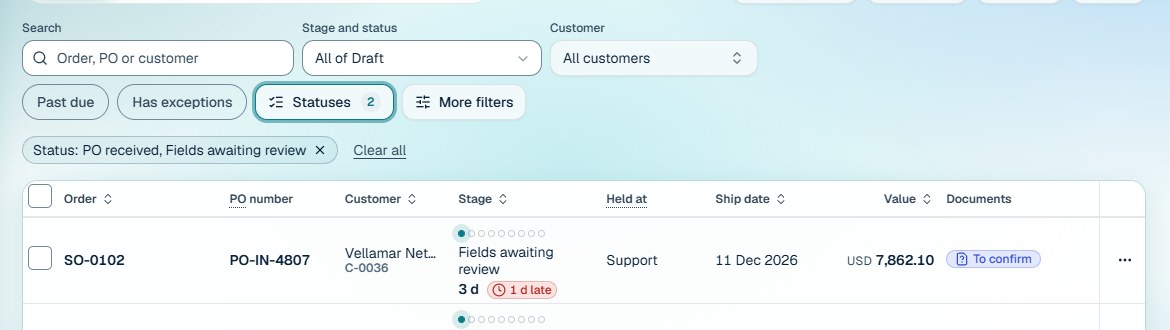 Search
Stage and status
Customer
Order, PO or customer
All of Draft
All customers
Past due
Has exceptions
Statuses 2
More filters
Status: PO received, Fields awaiting review
Clear all
Order
PO number
Customer
Stage
Held at
Ship date
Value
Documents
SO-0102
PO-IN-4807
Vellamar Net…
C-0036
Fields awaiting
review
3 d
1 d late
Support
11 Dec 2026
USD 7,862.10
To confirm